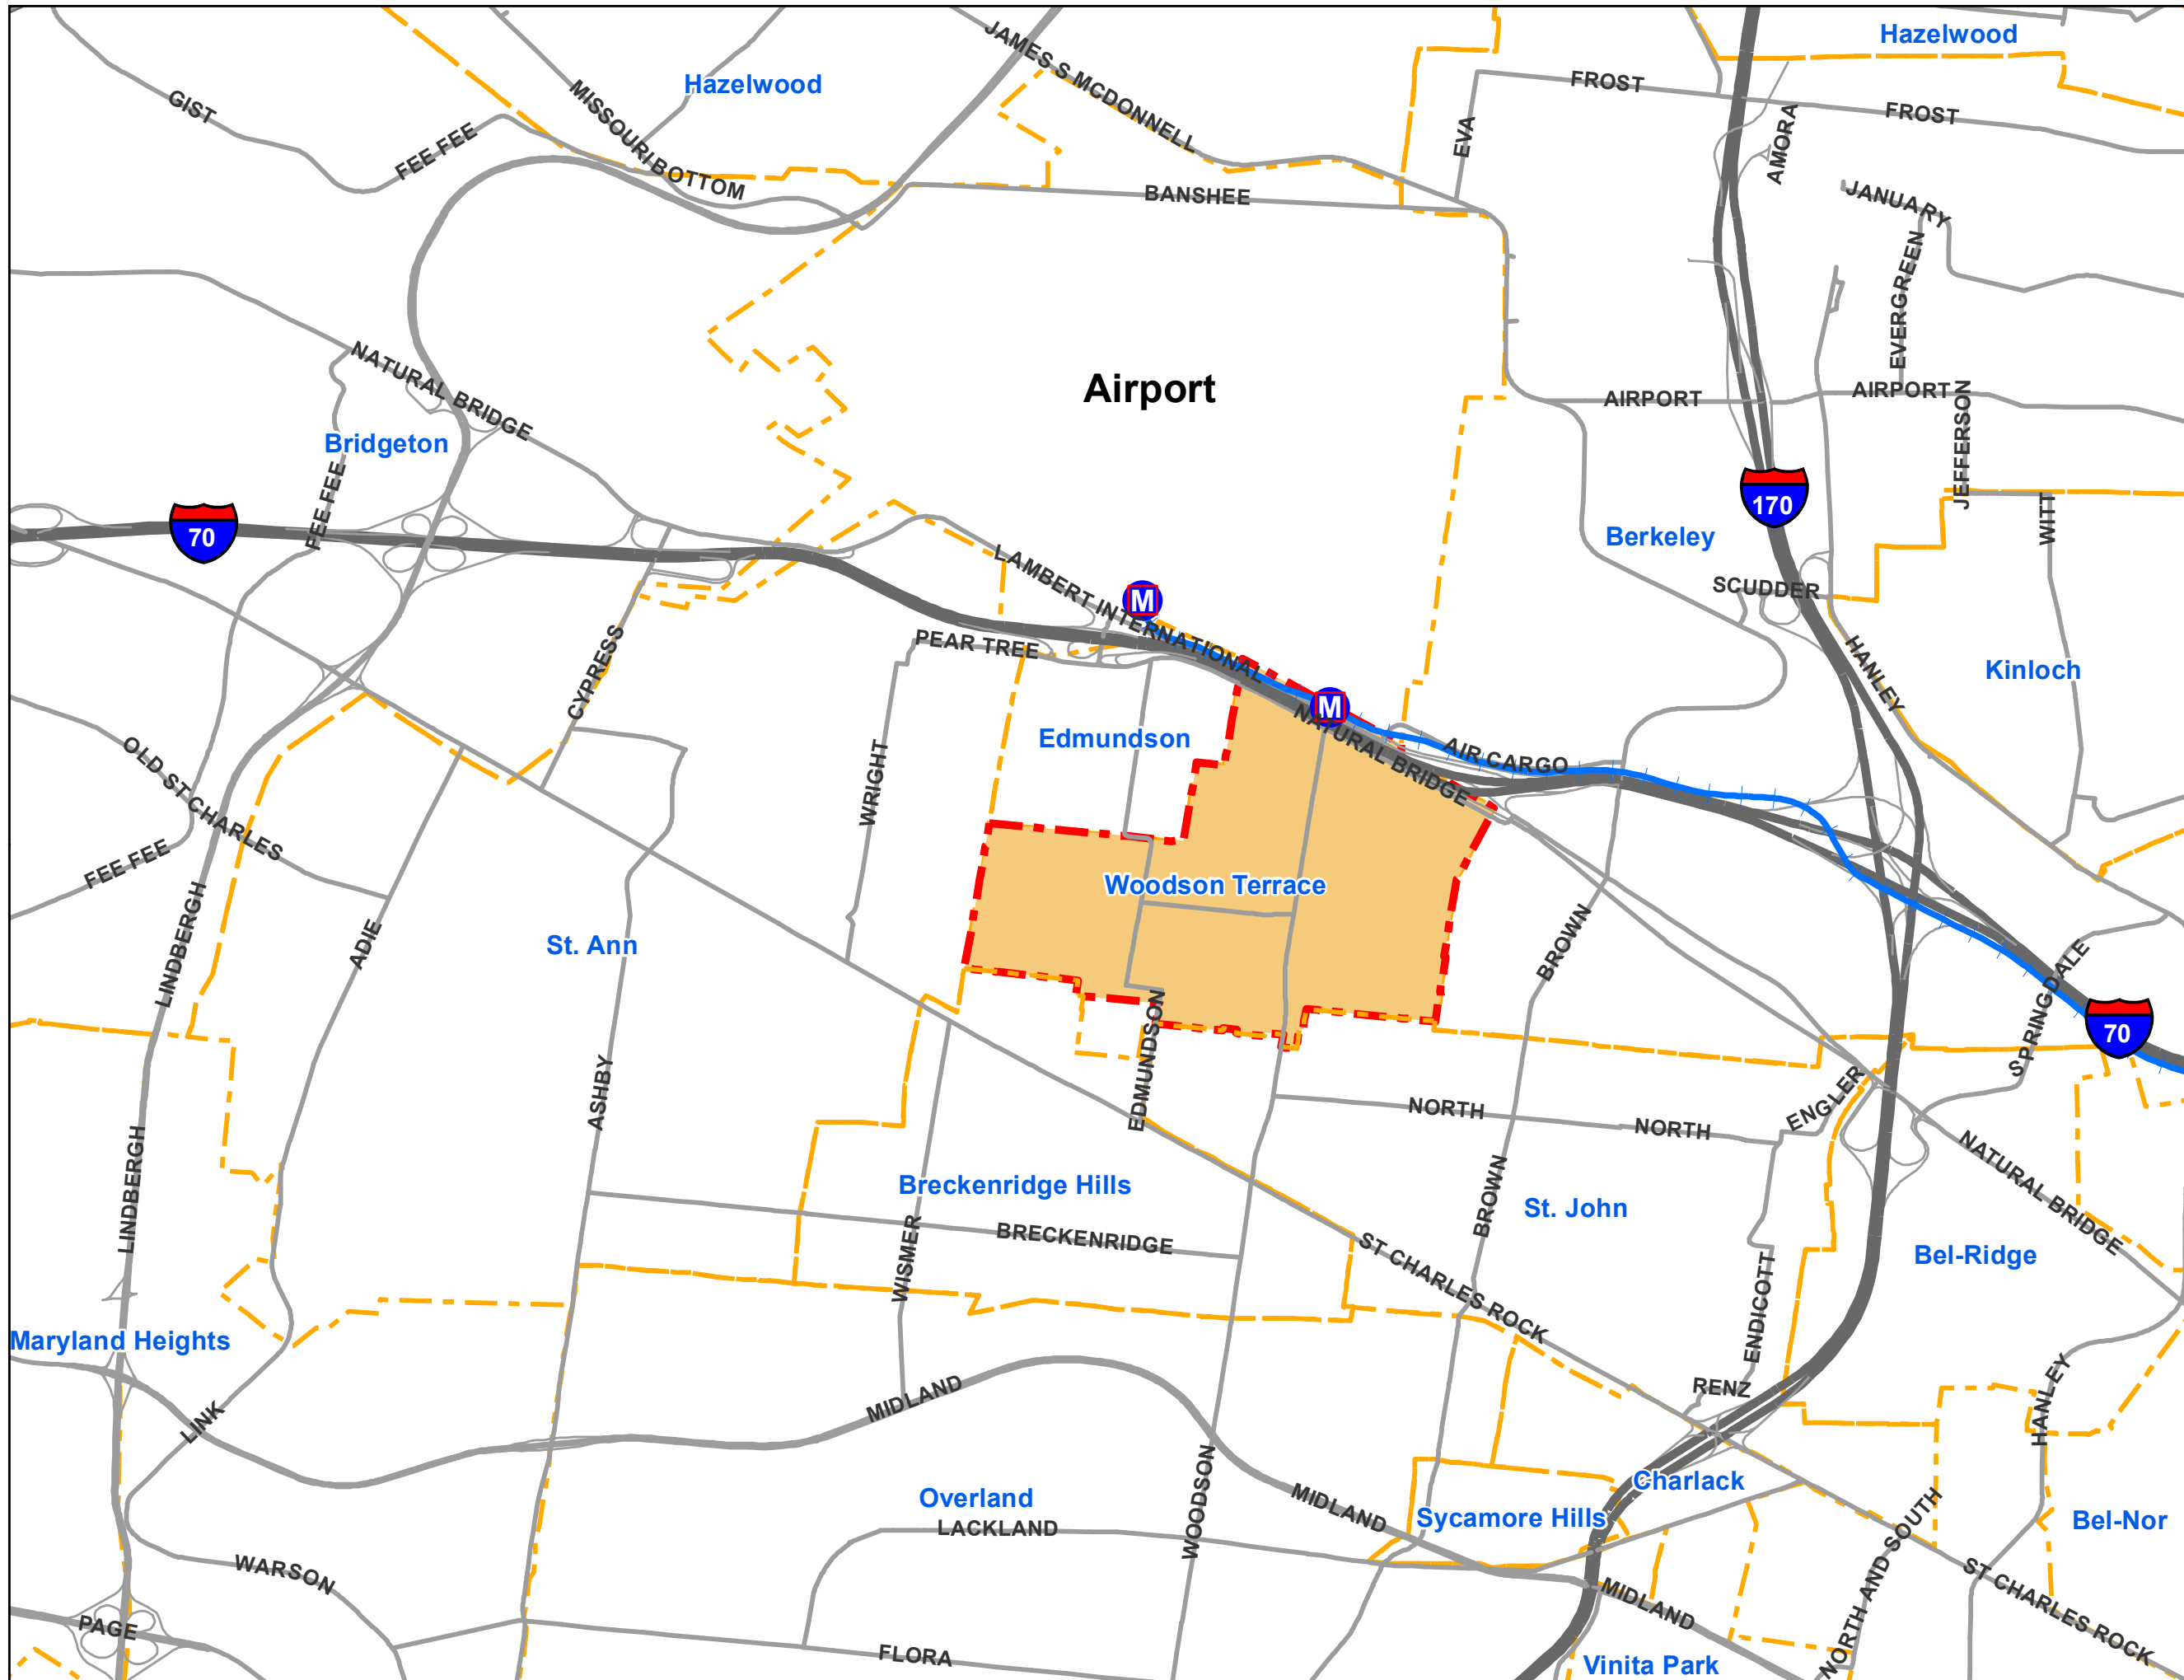 Hazelwood
JAMES S MCDONNELL
Hazelwood
MISSOURI BOTTOM
FROST
FROST
GIST
FEE FEE
EVA
AMORA
BANSHEE
JANUARY
EVERGREEN
NATURAL BRIDGE
Airport
AIRPORT
AIRPORT
JEFFERSON
Bridgeton
FEE FEE
70
170
WITT
Berkeley
LAMBERT INTERNATIONAL
M
SCUDDER
PEAR TREE
CYPRESS
HANLEY
Kinloch
M
Edmundson
NATURAL BRIDGE
AIR CARGO
OLD ST CHARLES
WRIGHT
FEE FEE
Woodson Terrace
LINDBERGH
ADIE
St. Ann
BROWN
SPRINGDALE
70
EDMUNDSON
ASHBY
NORTH
NORTH
ENGLER
LINDBERGH
NATURAL BRIDGE
Breckenridge Hills
BROWN
St. John
BRECKENRIDGE
WISMER
ST CHARLES ROCK
ENDICOTT
Bel-Ridge
Maryland Heights
LINK
MIDLAND
RENZ
HANLEY
WOODSON
Overland
LACKLAND
MIDLAND
Charlack
Sycamore Hills
NORTH AND SOUTH
Bel-Nor
WARSON
MIDLAND
ST CHARLES ROCK
PAGE
FLORA
Vinita Park